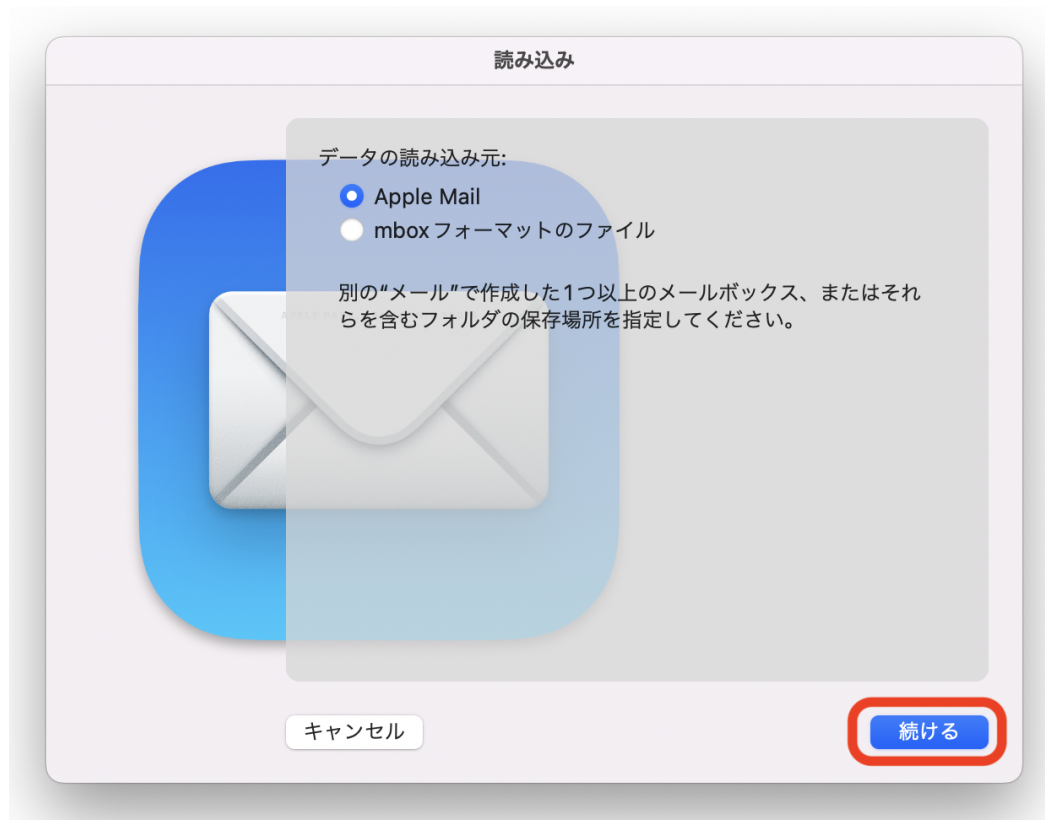 読み込み
データの読み込み元:
Apple Mail
mboxフォーマットのファイル
別の“メール”で作成した1つ以上のメールボックス、またはそれ
らを含むフォルダの保存場所を指定してください。
キャンセル
続ける